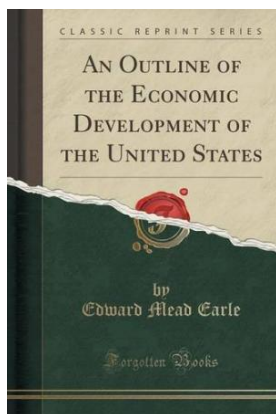 CLASSIC REPRINT SERIES
AN OUTLINE OF
THE ECONOMIC
DEVELOPMENT OF
THE UNITED STATES
by
Edward Mead Earle
Forgotten Books